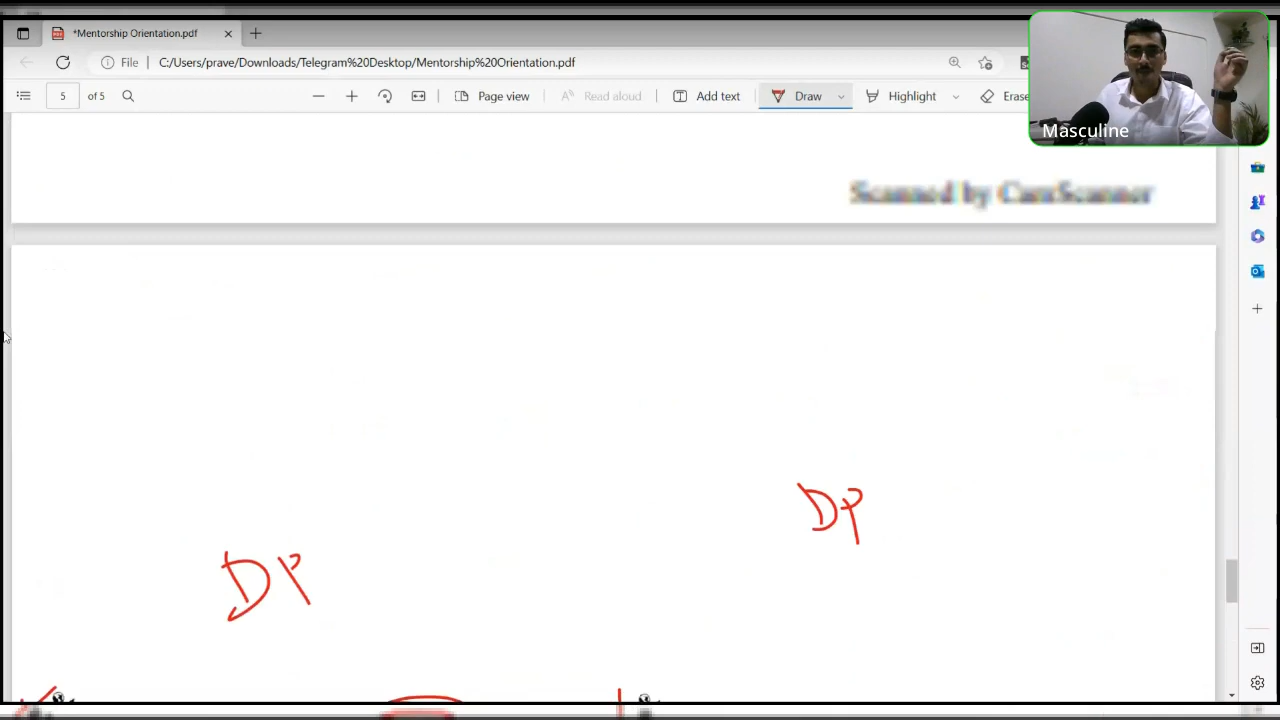 *Mentorship Orientation.pdf
File C:/Users/prave/Downloads/Telegram%20Desktop/Mentorship%20Orientation.pdf
5 of 5 Page view Read aloud Add text Draw Highlight Erase
Masculine
Scanned by CamScanner
DP
DP